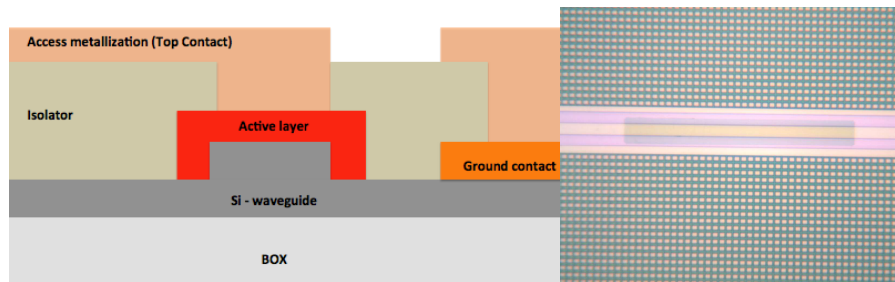 Access metallization (Top Contact)
Isolator
Active layer
Ground contact
Si - waveguide
BOX